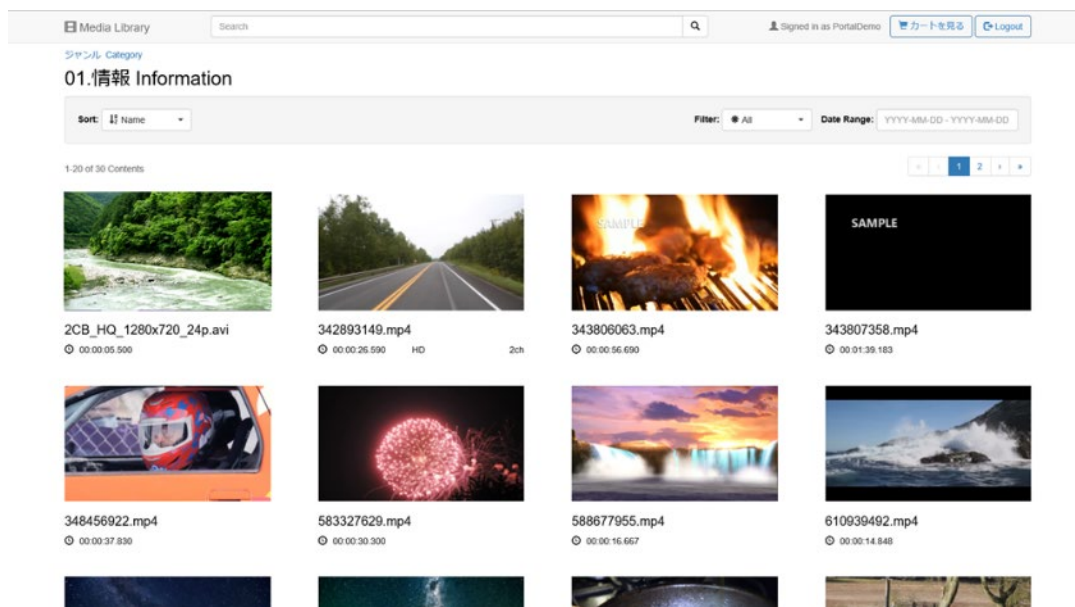 Media Library
Search
Signed in as PortalDemo
カートを見る
Logout
ジャンル Category
01.情報 Information
Sort: Name
Filter: All
Date Range: YYYY-MM-DD - YYYY-MM-DD
1-20 of 30 Contents
« ‹ 1 2 › »
SAMPLE
SAMPLE
2CB_HQ_1280x720_24p.avi
342893149.mp4
343806063.mp4
343807358.mp4
00:00:05.500
00:00:26.590 HD 2ch
00:00:56.690
00:01:39.183
348456922.mp4
583327629.mp4
588677955.mp4
610939492.mp4
00:00:37.830
00:00:30.300
00:00:16.667
00:00:14.848